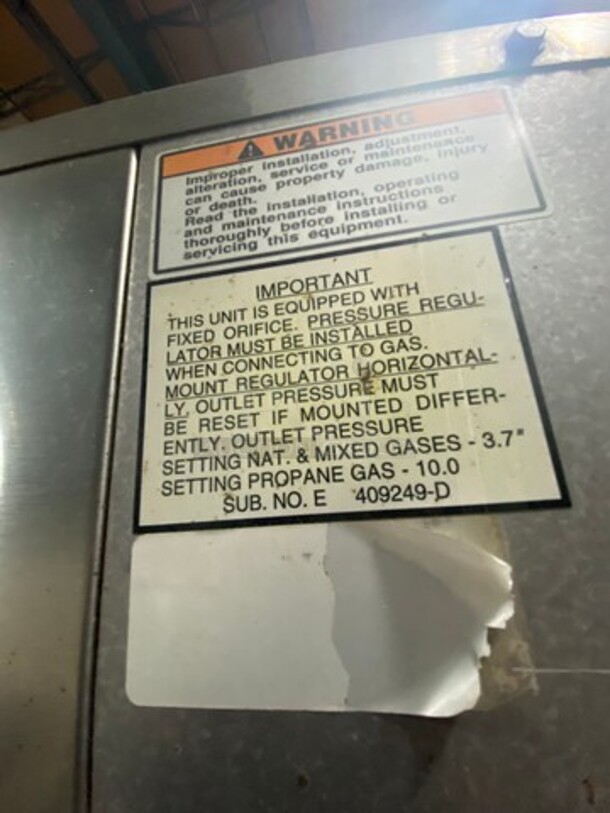 WARNING
Improper installation, adjustment,
alteration, service or maintenance
can cause property damage, injury
or death.
Read the installation, operating
and maintenance instructions
thoroughly before installing or
servicing this equipment.
IMPORTANT
THIS UNIT IS EQUIPPED WITH
FIXED ORIFICE. PRESSURE REGU-
LATOR MUST BE INSTALLED
WHEN CONNECTING TO GAS.
MOUNT REGULATOR HORIZONTAL-
LY. OUTLET PRESSURE MUST
BE RESET IF MOUNTED DIFFER-
ENTLY. OUTLET PRESSURE
SETTING NAT. & MIXED GASES - 3.7"
SETTING PROPANE GAS - 10.0
SUB. NO. E 409249-D